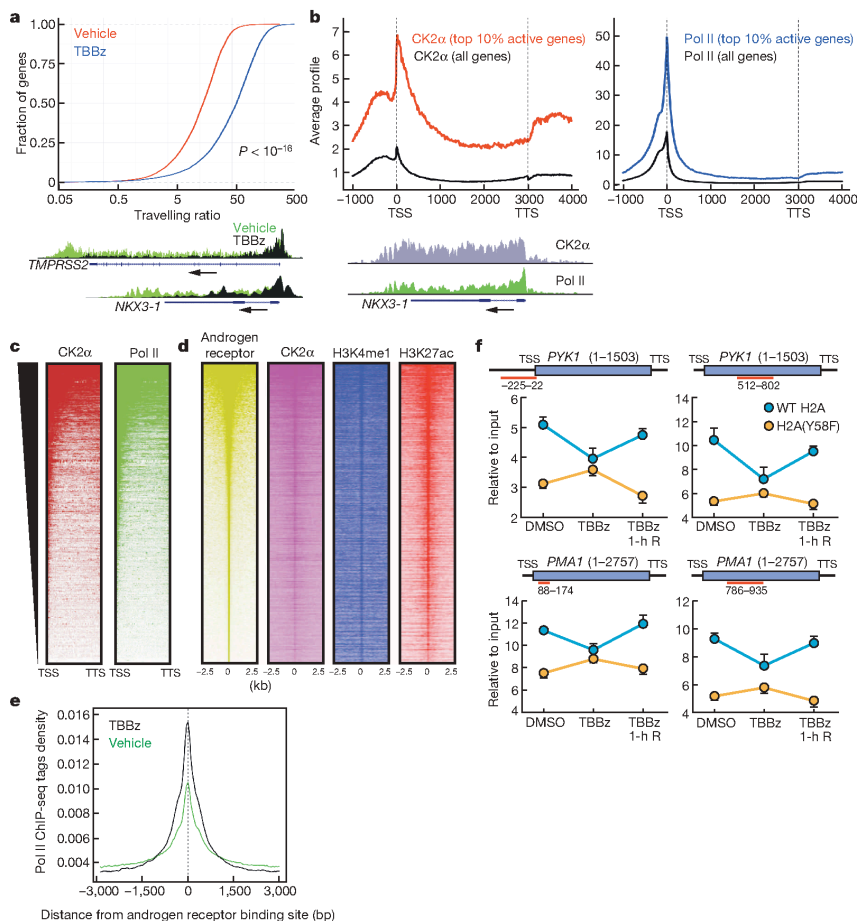 a
Vehicle
TBBz
Fraction of genes
1.00
0.75
0.50
0.25
0
P < 10⁻¹⁶
0.05 0.5 5 50 500
Travelling ratio
Vehicle
TBBz
TMPRSS2
NKX3-1
b
Average profile
7
6
5
4
3
2
1
CK2α (top 10% active genes)
CK2α (all genes)
−1000 0 1000 2000 3000 4000
TSS TTS
50
40
30
20
10
0
Pol II (top 10% active genes)
Pol II (all genes)
−1000 0 1000 2000 3000 4000
TSS TTS
CK2α
Pol II
NKX3-1
c
CK2α Pol II
TSS TTS TSS TTS
d
Androgen
receptor CK2α H3K4me1 H3K27ac
−2.5 0 2.5 −2.5 0 2.5 −2.5 0 2.5 −2.5 0 2.5
(kb)
e
Pol II ChIP-seq tags density
0.016
0.014
0.012
0.010
0.008
0.006
0.004
TBBz
Vehicle
−3,000 −1,500 0 1,500 3,000
Distance from androgen receptor binding site (bp)
f
TSS PYK1 (1–1503) TTS
−225–22
Relative to input
6
5
4
3
2
DMSO TBBz TBBz
1-h R
TSS PYK1 (1–1503) TTS
512–802
14
12
10
8
6
4
WT H2A
H2A(Y58F)
DMSO TBBz TBBz
1-h R
TSS PMA1 (1–2757) TTS
88–174
Relative to input
14
12
10
8
6
4
DMSO TBBz TBBz
1-h R
TSS PMA1 (1–2757) TTS
786–935
12
10
8
6
4
DMSO TBBz TBBz
1-h R